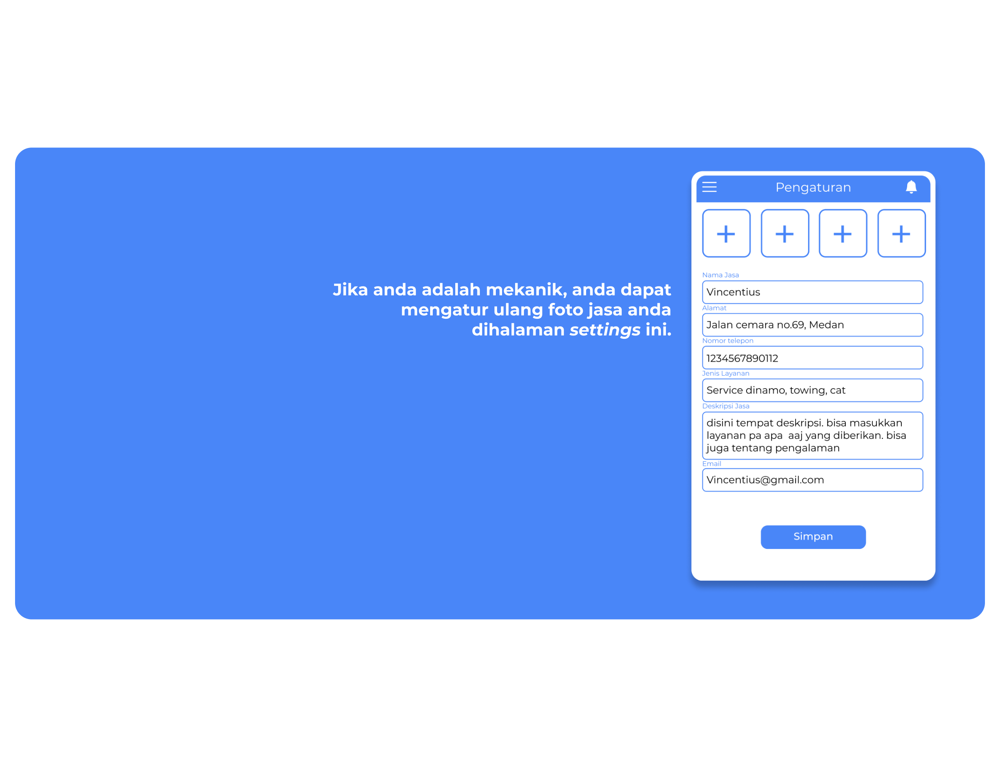 Jika anda adalah mekanik, anda dapat
mengatur ulang foto jasa anda
dihalaman settings ini.
Pengaturan
Nama Jasa
Vincentius
Alamat
Jalan cemara no.69, Medan
Nomor telepon
1234567890112
Jenis Layanan
Service dinamo, towing, cat
Deskripsi Jasa
disini tempat deskripsi. bisa masukkan
layanan pa apa  aaj yang diberikan. bisa
juga tentang pengalaman
Email
Vincentius@gmail.com
Simpan